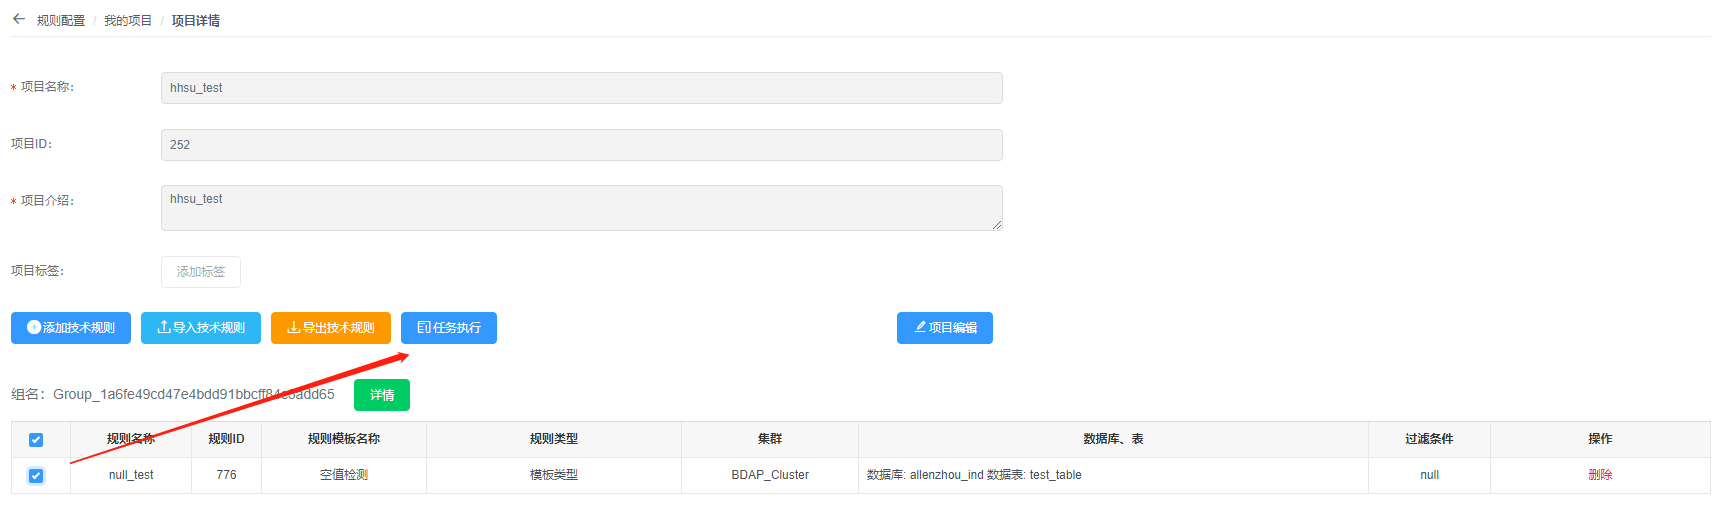 规则配置 / 我的项目 / 项目详情
* 项目名称: hhsu_test
项目ID: 252
* 项目介绍: hhsu_test
项目标签: 添加标签
添加技术规则 导入技术规则 导出技术规则 任务执行 项目编辑
组名: Group_1a6fe49cd47e4bdd91bbcff84c6add65 详情
规则名称 规则ID 规则模板名称 规则类型 集群 数据库、表 过滤条件 操作
null_test 776 空值检测 模板类型 BDAP_Cluster 数据库: allenzhou_ind 数据表: test_table null 删除